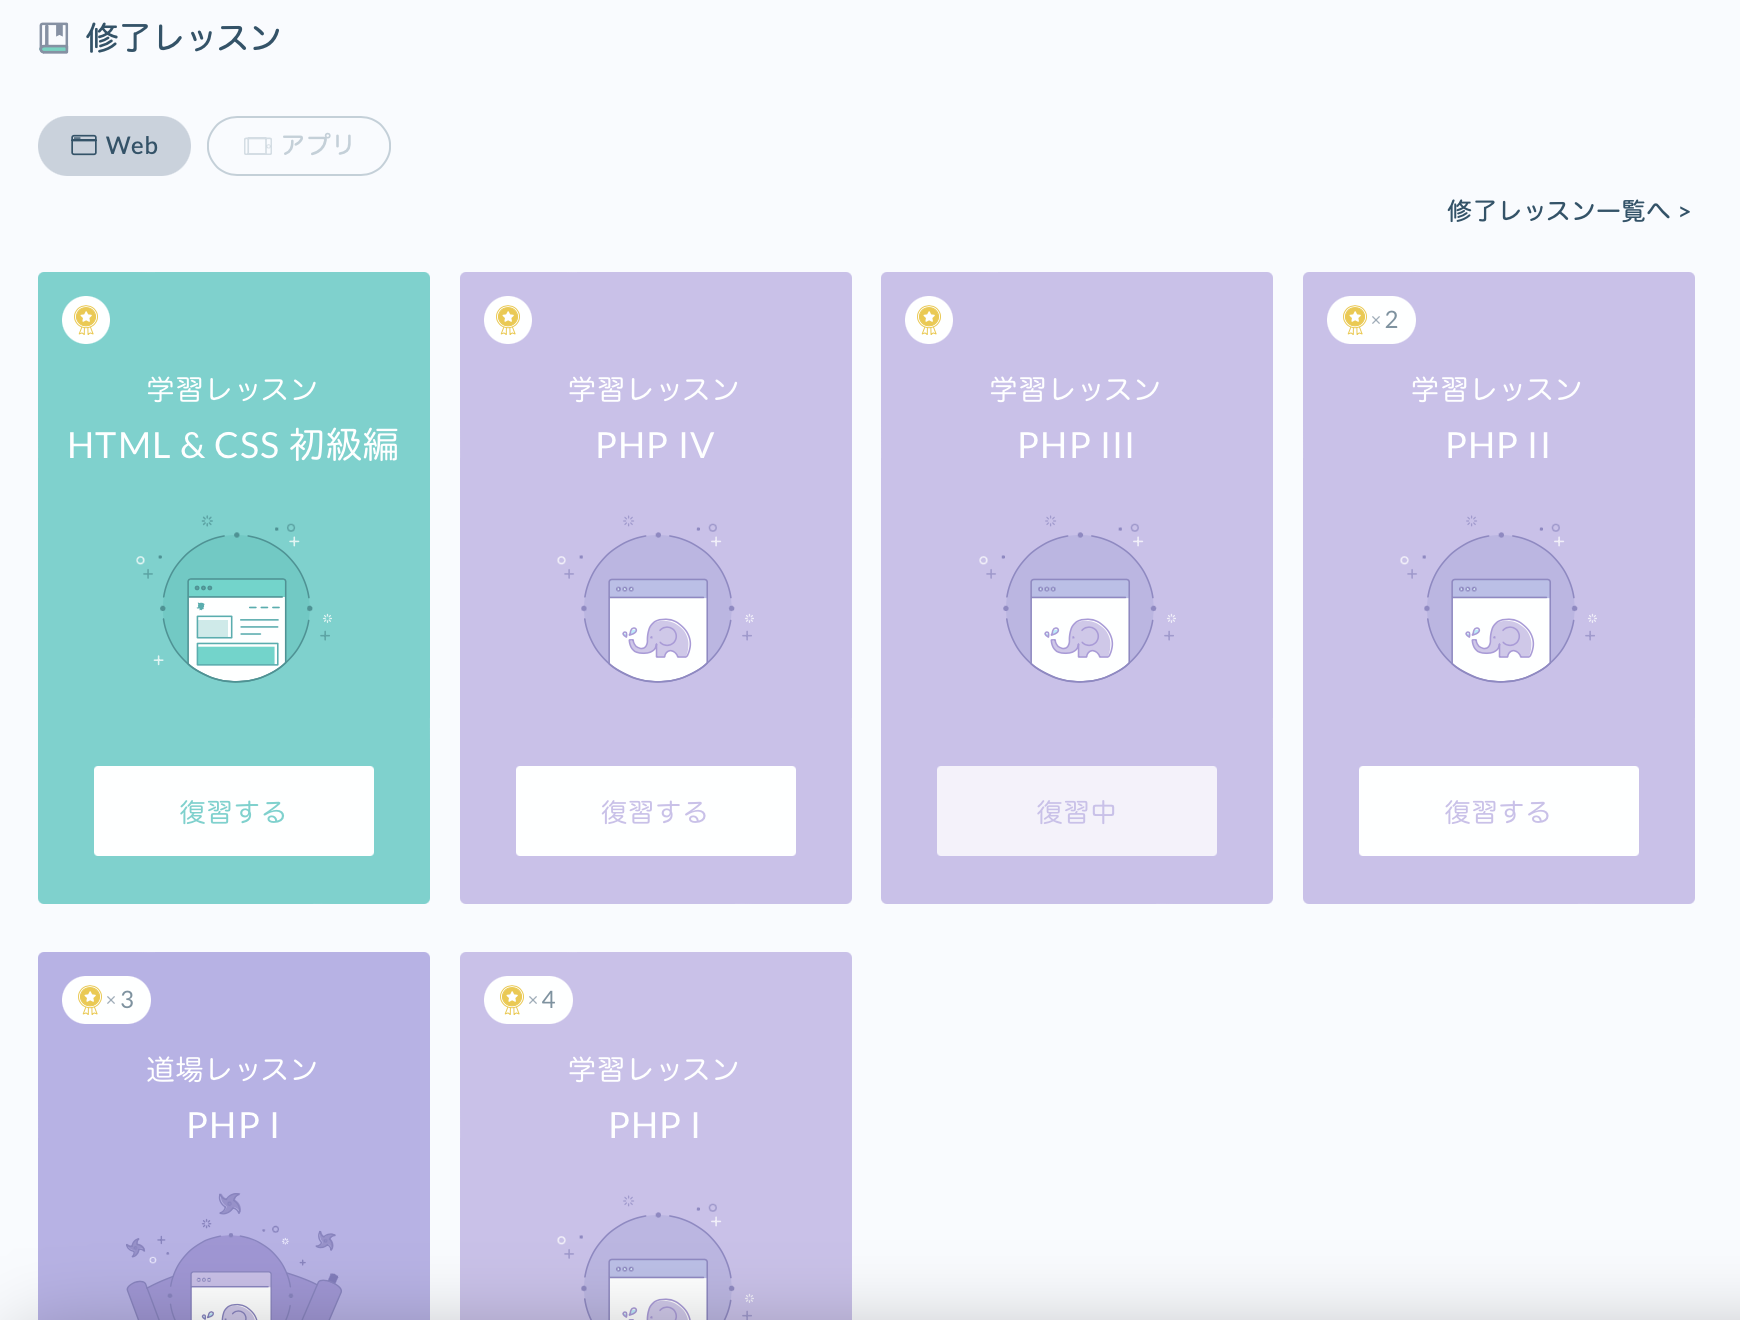 修了レッスン
Web
アプリ
修了レッスン一覧へ >
学習レッスン
HTML & CSS 初級編
復習する
学習レッスン
PHP IV
復習する
学習レッスン
PHP III
復習中
×2
学習レッスン
PHP II
復習する
×3
道場レッスン
PHP I
×4
学習レッスン
PHP I